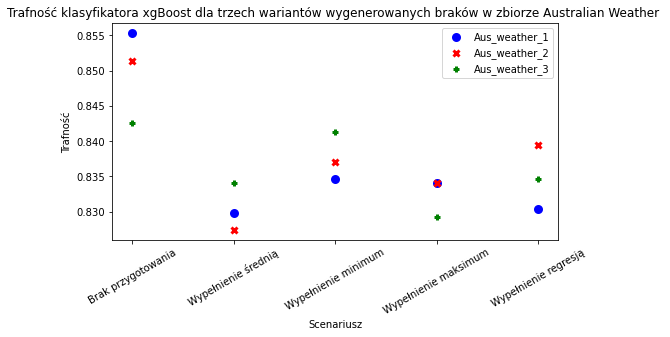 Trafność klasyfikatora xgBoost dla trzech wariantów wygenerowanych braków w zbiorze Australian Weather
Aus_weather_1
Aus_weather_2
Aus_weather_3
Trafność
0.855
0.850
0.845
0.840
0.835
0.830
Brak przygotowania
Wypełnienie średnią
Wypełnienie minimum
Wypełnienie maksimum
Wypełnienie regresją
Scenariusz